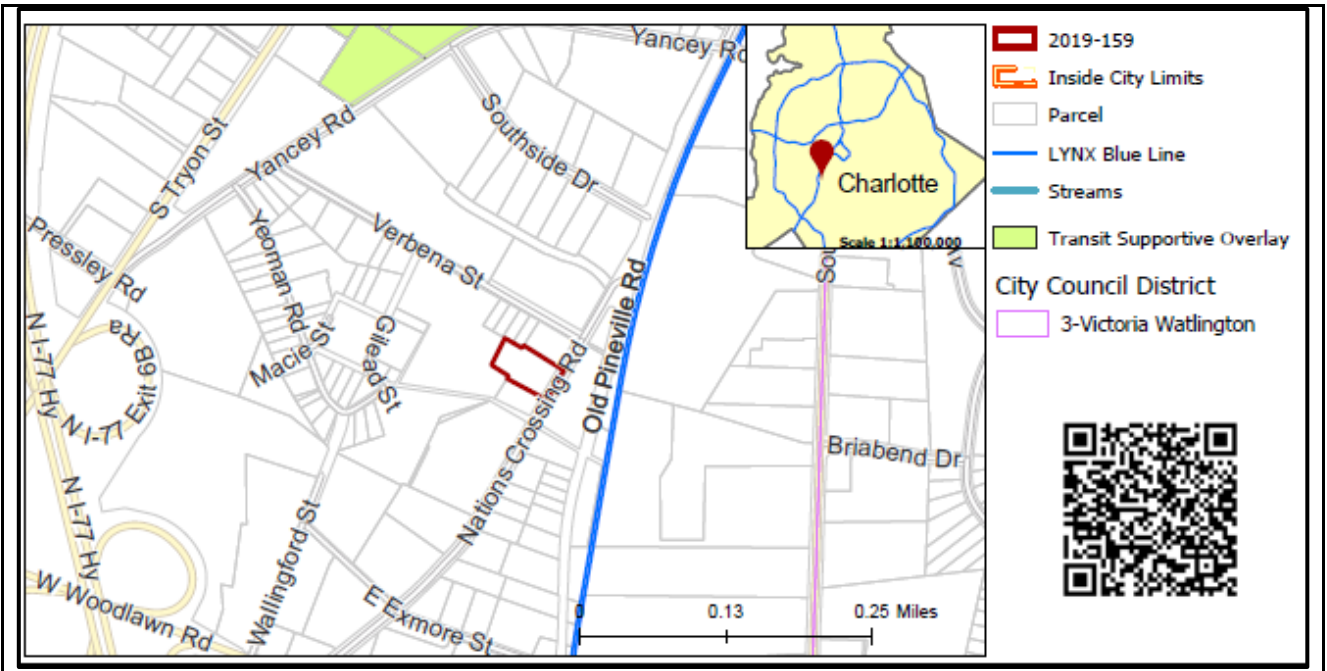 Yancey Rd
Southside Dr
S Tryon St
Yancey Rd
Verbena St
Pressley Rd
Yeoman Rd
Macie St
Gilead St
N I-77 Hy
N I-77 Exit 6B Ra
Nations Crossing Rd
Old Pineville Rd
Briabend Dr
N I-77 Hy
Wallingford St
W Woodlawn Rd
E Exmore St
Sou
Av
0 0.13 0.25 Miles
Charlotte
Scale 1:1,100,000
2019-159
Inside City Limits
Parcel
LYNX Blue Line
Streams
Transit Supportive Overlay
City Council District
3-Victoria Watlington